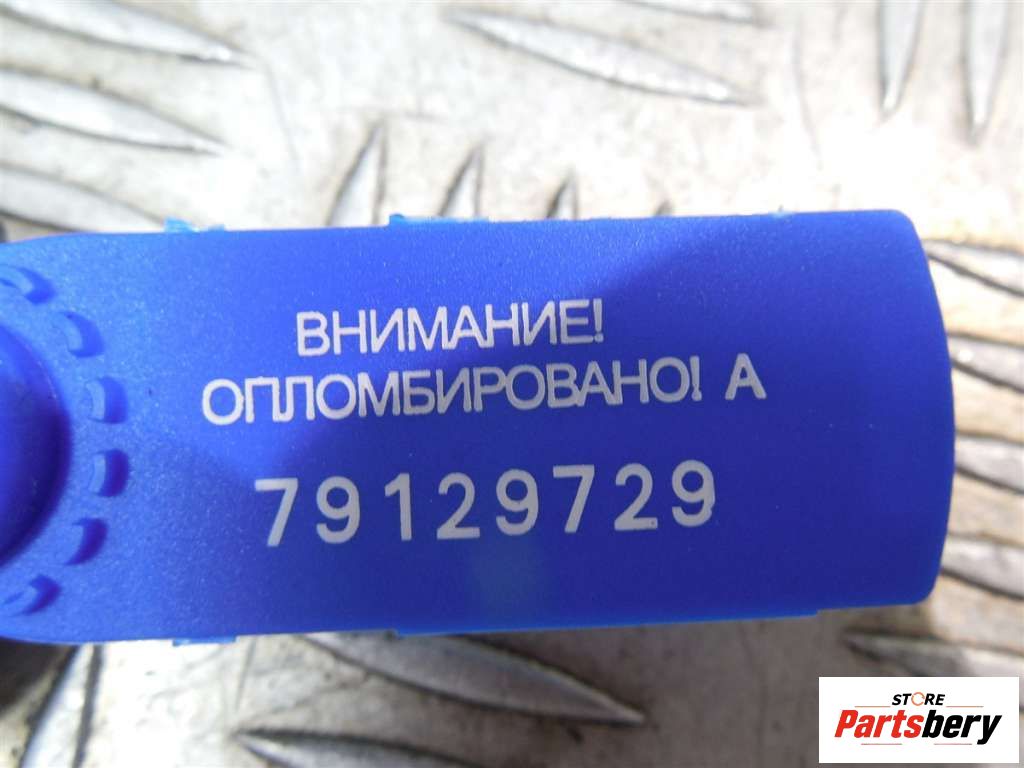 ВНИМАНИЕ!
ОПЛОМБИРОВАНО! А
79129729
STORE
Partsbery